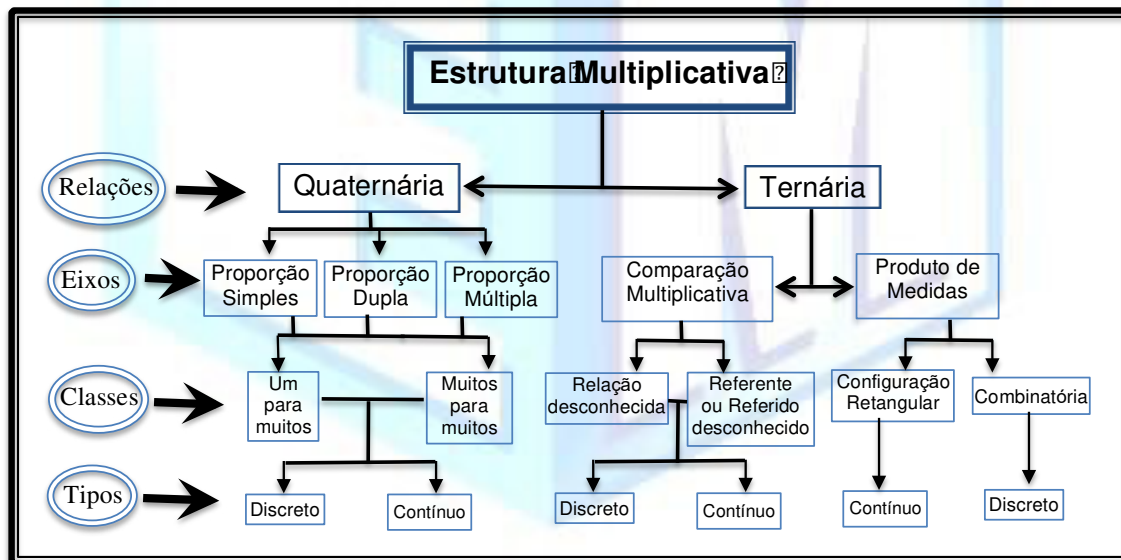 Estrutura Multiplicativa
Relações
Quaternária
Ternária
Eixos
Proporção
Simples
Proporção
Dupla
Proporção
Múltipla
Comparação
Multiplicativa
Produto de
Medidas
Classes
Um
para
muitos
Muitos
para
muitos
Relação
desconhecida
Referente
ou Referido
desconhecido
Configuração
Retangular
Combinatória
Tipos
Discreto
Contínuo
Discreto
Contínuo
Contínuo
Discreto